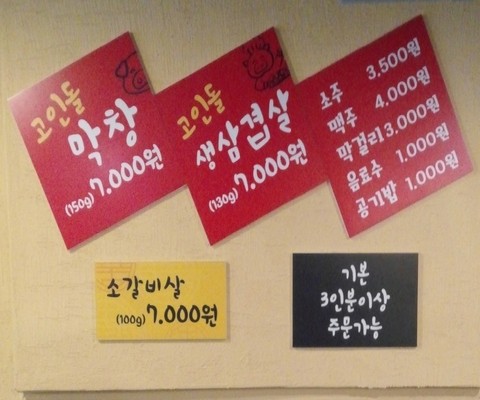 고인돌
막창
(150g) 7.000원
고인돌
생삼겹살
(130g) 7.000원
소주 3,500원
맥주 4.000원
막걸리 3.000원
음료수 1.000원
공기밥 1.000원
소갈비살
(100g) 7.000원
기본
3인분이상
주문가능